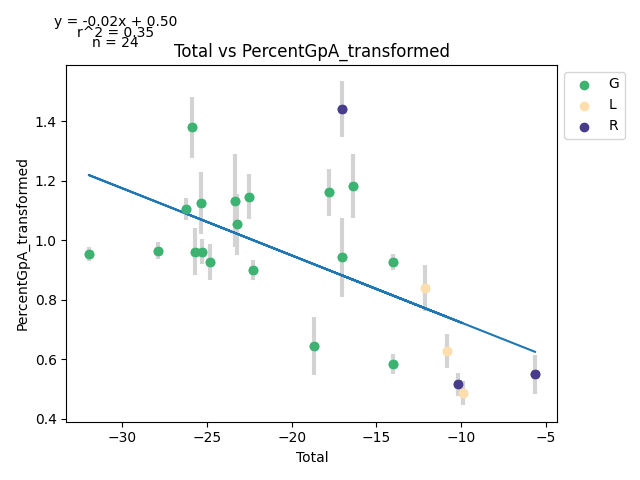 y = -0.02x + 0.50
r^2 = 0.35
n = 24
Total vs PercentGpA_transformed
G
L
R
PercentGpA_transformed
1.4
1.2
1.0
0.8
0.6
0.4
−30
−25
−20
−15
−10
−5
Total